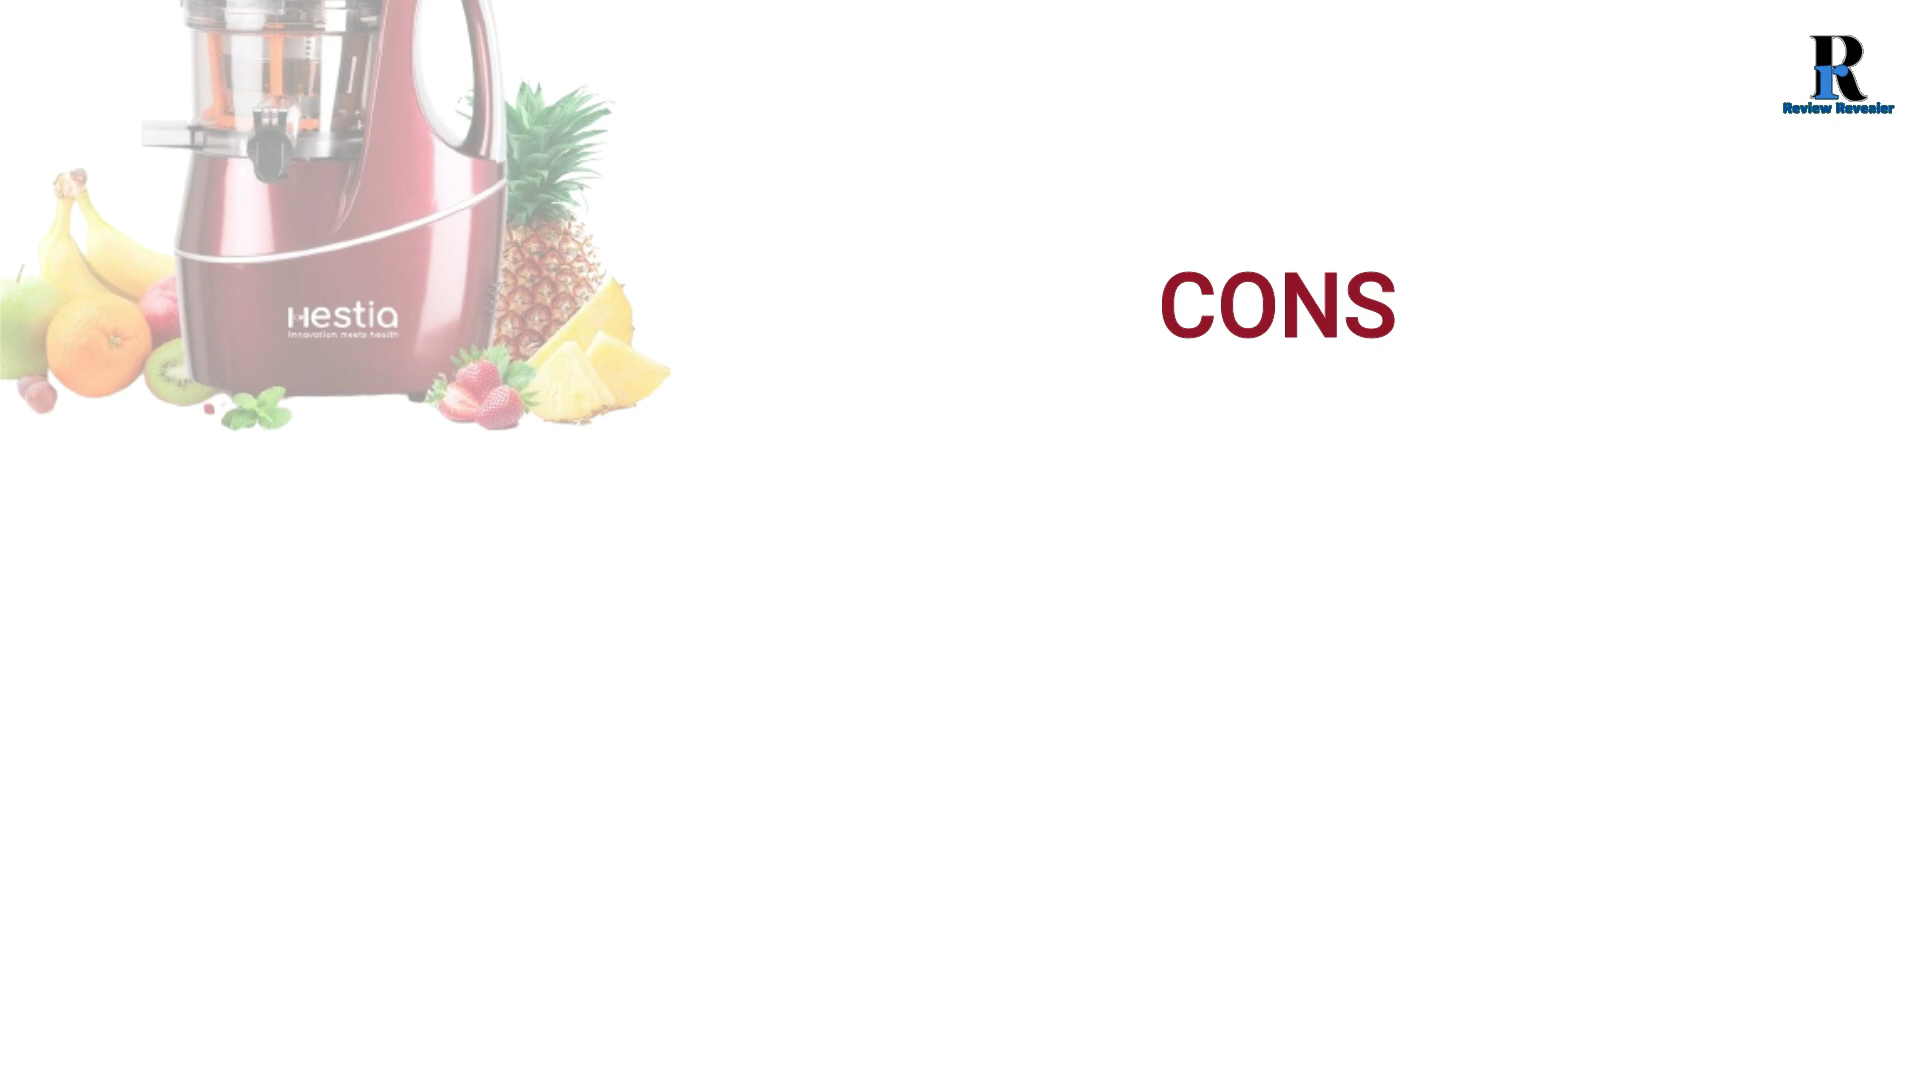 Hestia
Innovation meets health
CONS
R
r
Review Revealer